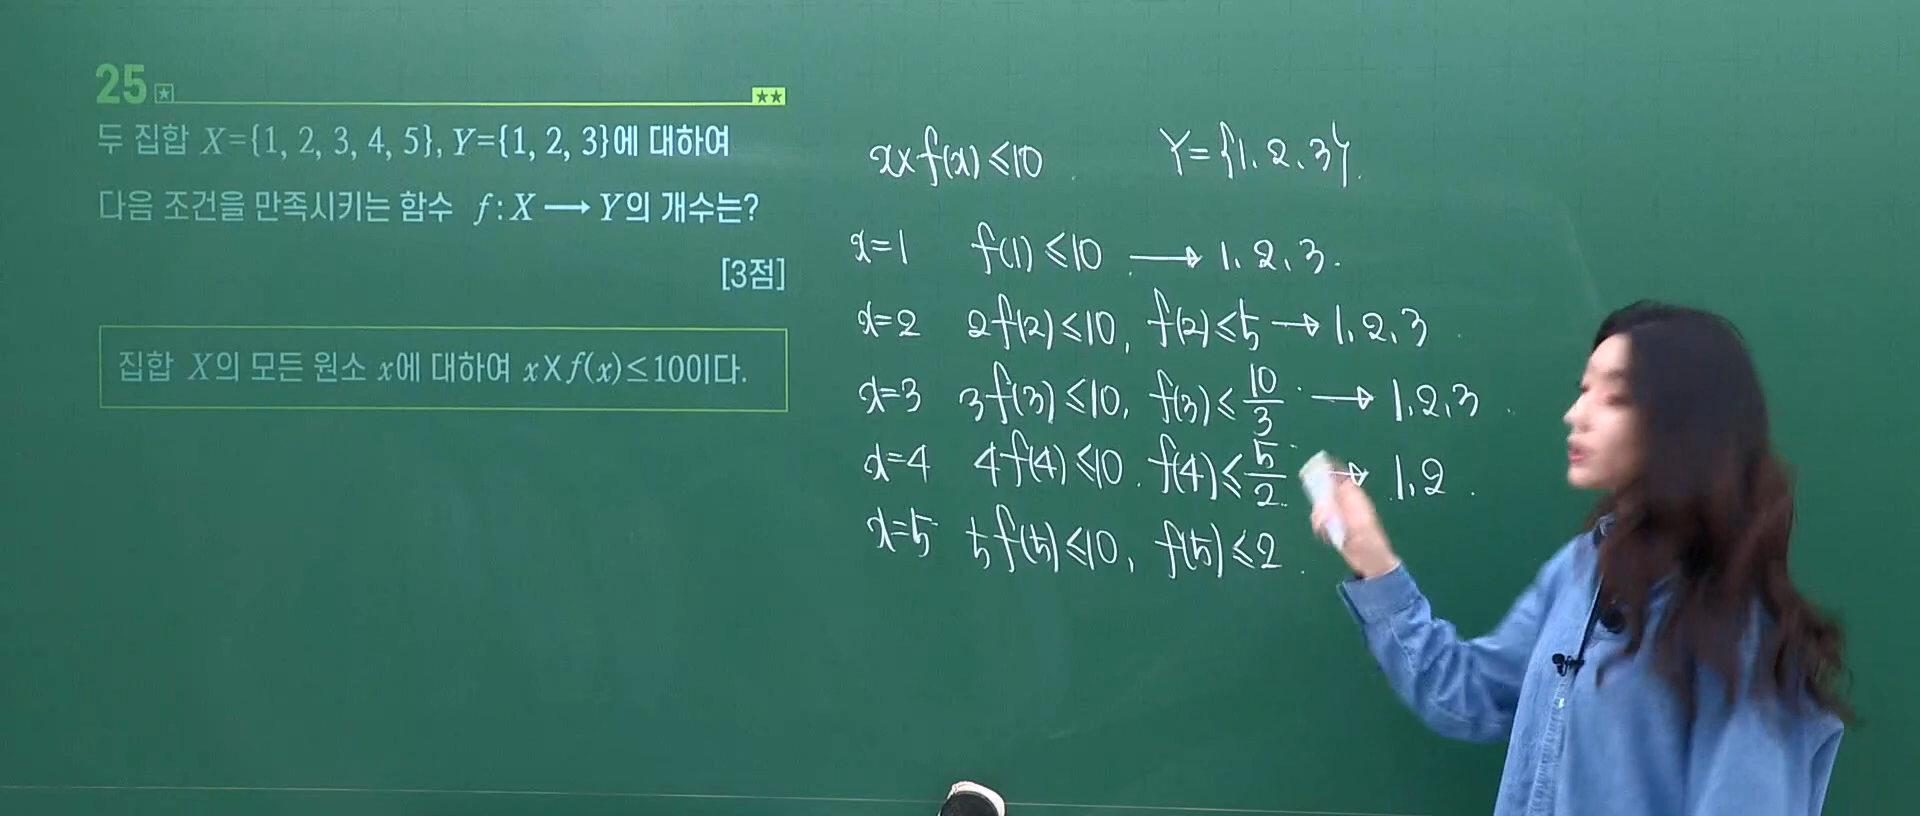 25
두 집합 X={1, 2, 3, 4, 5}, Y={1, 2, 3}에 대하여
다음 조건을 만족시키는 함수 f : X → Y의 개수는?
[3점]
집합 X의 모든 원소 x에 대하여 x×f(x)≤10이다.
x×f(x)≤10 Y={1, 2, 3}
x=1 f(1)≤10 → 1, 2, 3.
x=2 2f(2)≤10, f(2)≤5 → 1, 2, 3
x=3 3f(3)≤10, f(3)≤10/3 → 1, 2, 3
x=4 4f(4)≤10. f(4)≤5/2 → 1, 2
x=5 5f(5)≤10, f(5)≤2